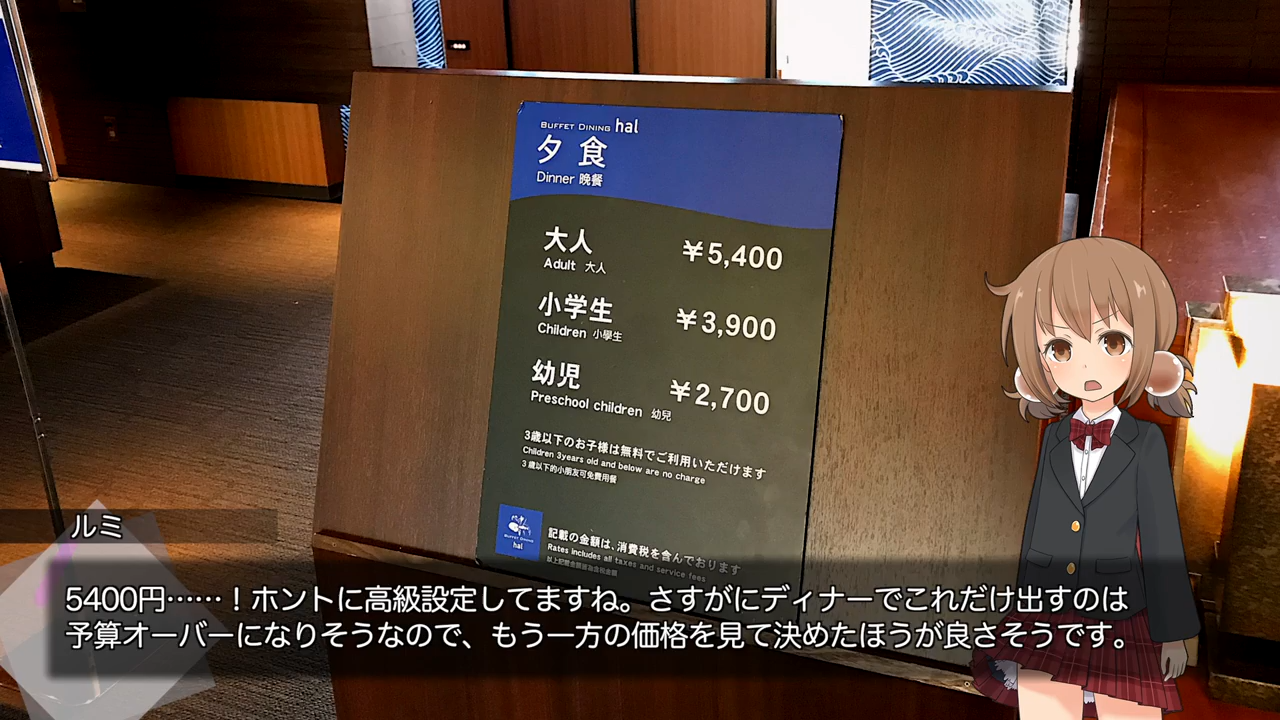 BUFFET DINING hal
夕食
Dinner 晩餐
大人
¥5,400
Adult 大人
小学生
¥3,900
Children 小學生
幼児
¥2,700
Preschool children 幼兒
3歳以下のお子様は無料でご利用いただけます
Children 3years old and below are no charge
3歲以下的小朋友可免費用餐
BUFFET DINING
hal
記載の金額は、消費税を含んでおります
Rates includes all taxes and service fees
ルミ
5400円……！ホントに高級設定してますね。さすがにディナーでこれだけ出すのは
予算オーバーになりそうなので、もう一方の価格を見て決めたほうが良さそうです。